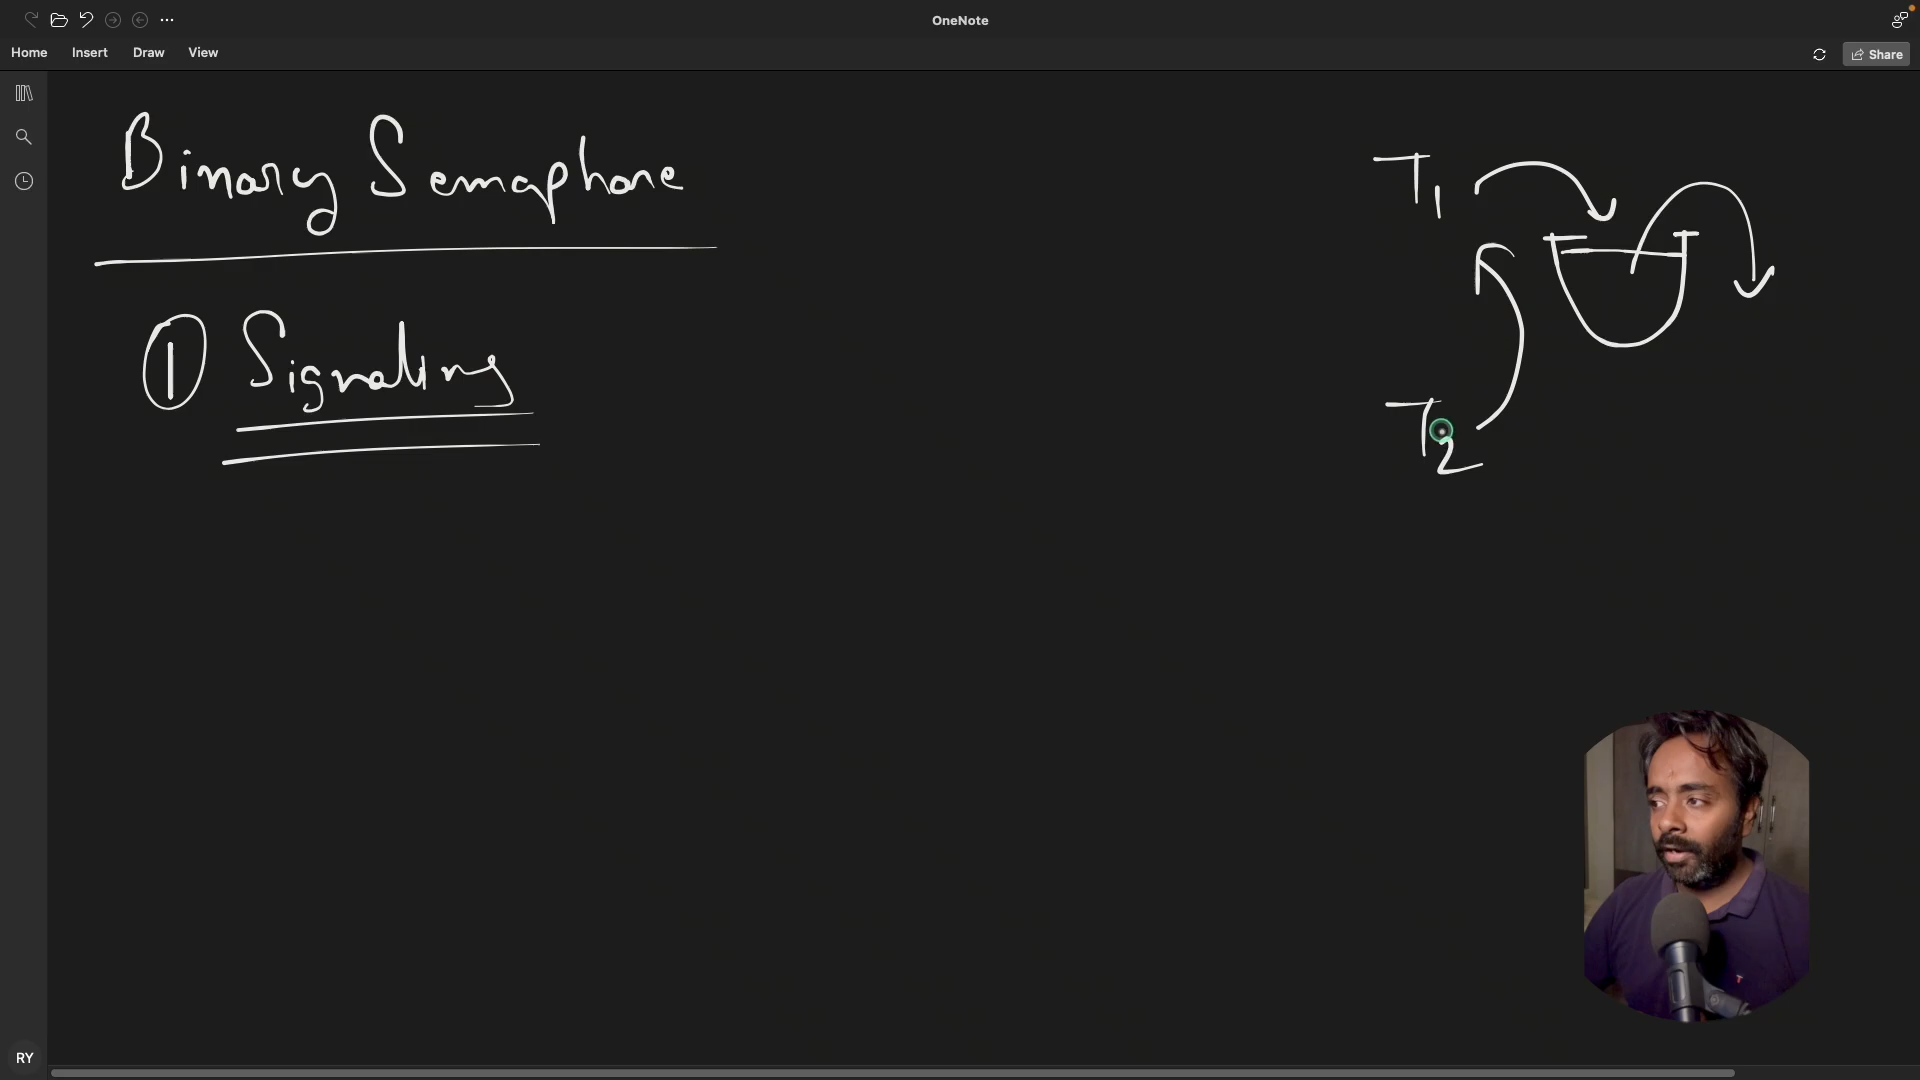 OneNote
Home Insert Draw View
Share
Binary Semaphore
① Signaling
T1
T2
RY